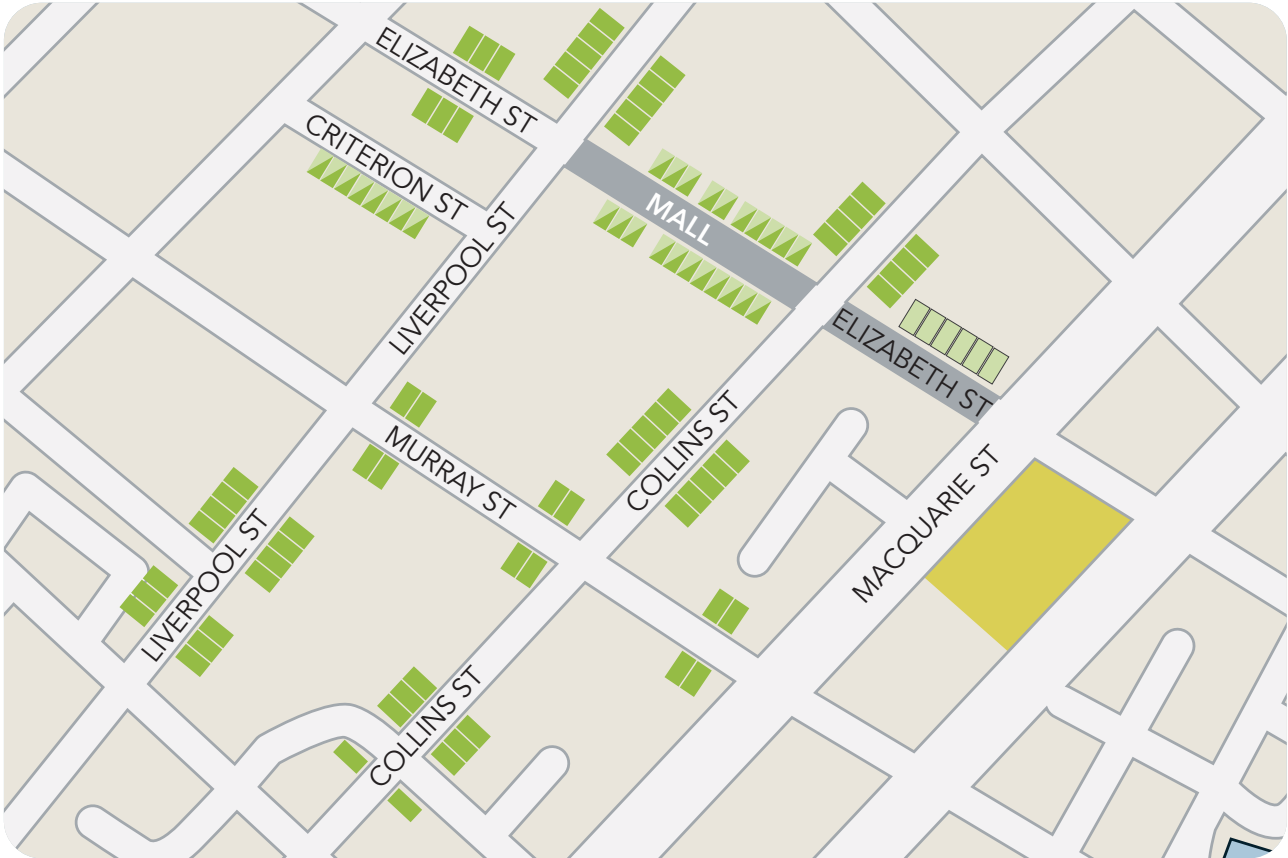 ELIZABETH ST
CRITERION ST
MALL
LIVERPOOL ST
ELIZABETH ST
COLLINS ST
MURRAY ST
MACQUARIE ST
LIVERPOOL ST
COLLINS ST